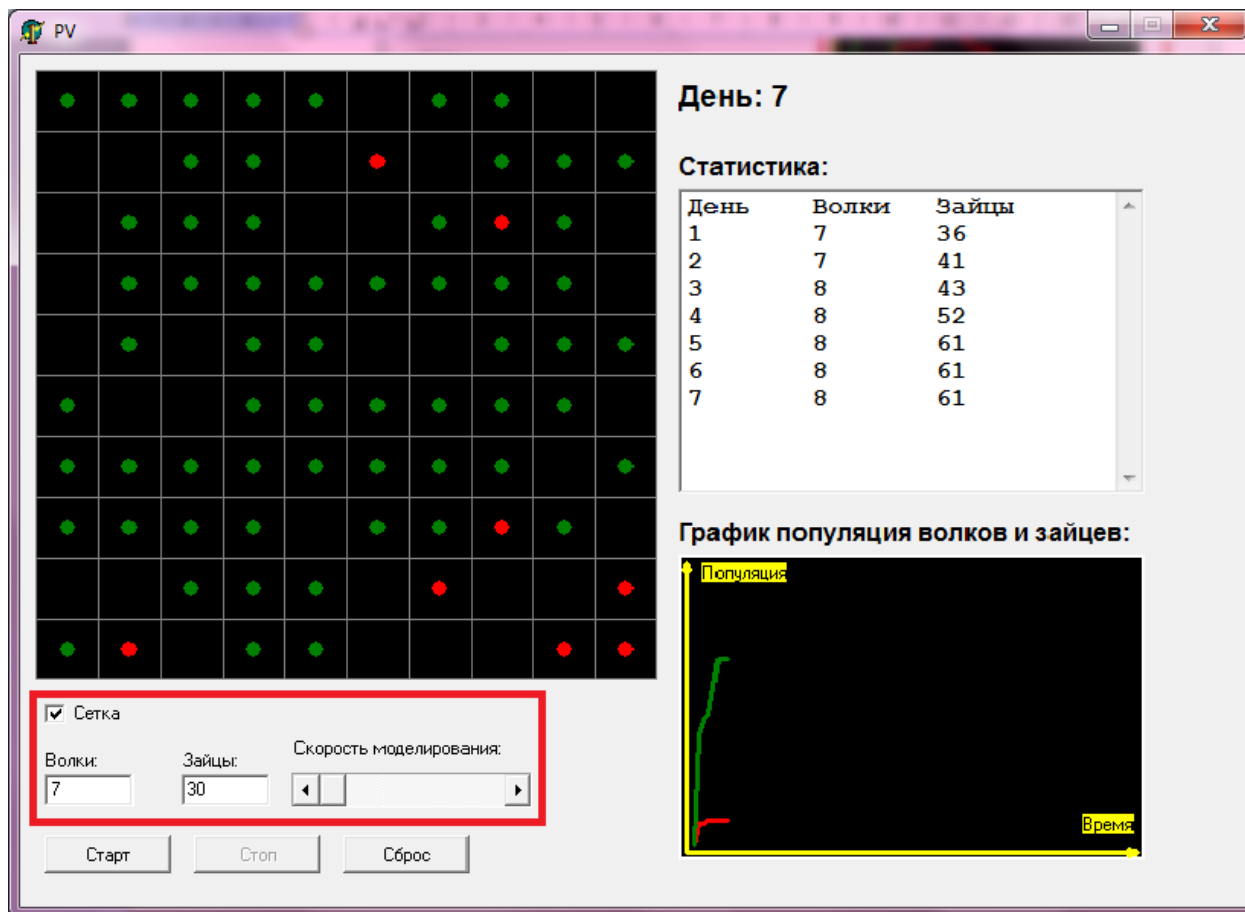 PV
День: 7
Статистика:
День Волки Зайцы
1 7 36
2 7 41
3 8 43
4 8 52
5 8 61
6 8 61
7 8 61
График популяция волков и зайцев:
Популяция
Время
Сетка
Волки: Зайцы: Скорость моделирования:
7 30
Старт Стоп Сброс